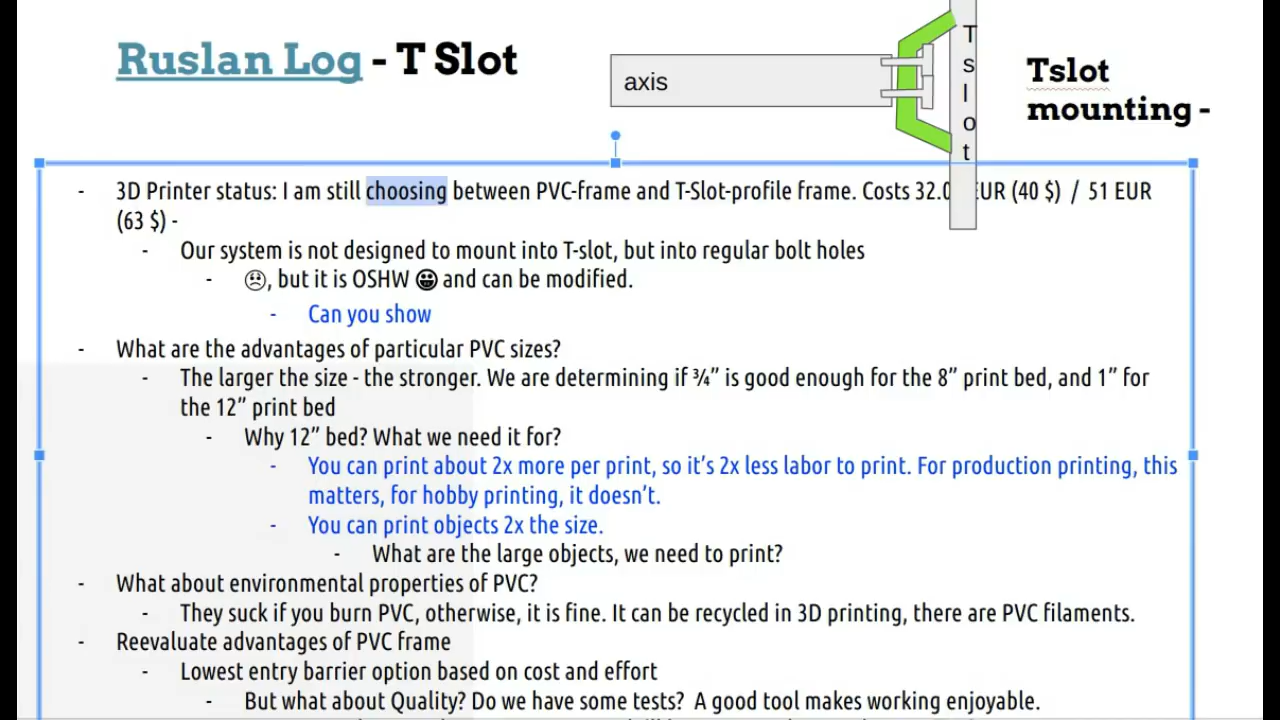 Ruslan Log - T Slot
axis
T
s
l
o
t
Tslot
mounting -
- 3D Printer status: I am still choosing between PVC-frame and T-Slot-profile frame. Costs 32.0 EUR (40 $) / 51 EUR
(63 $) -
- Our system is not designed to mount into T-slot, but into regular bolt holes
- ☹, but it is OSHW 😀 and can be modified.
- Can you show
- What are the advantages of particular PVC sizes?
- The larger the size - the stronger. We are determining if ¾” is good enough for the 8” print bed, and 1” for
the 12” print bed
- Why 12” bed? What we need it for?
- You can print about 2x more per print, so it’s 2x less labor to print. For production printing, this
matters, for hobby printing, it doesn’t.
- You can print objects 2x the size.
- What are the large objects, we need to print?
- What about environmental properties of PVC?
- They suck if you burn PVC, otherwise, it is fine. It can be recycled in 3D printing, there are PVC filaments.
- Reevaluate advantages of PVC frame
- Lowest entry barrier option based on cost and effort
- But what about Quality? Do we have some tests? A good tool makes working enjoyable.